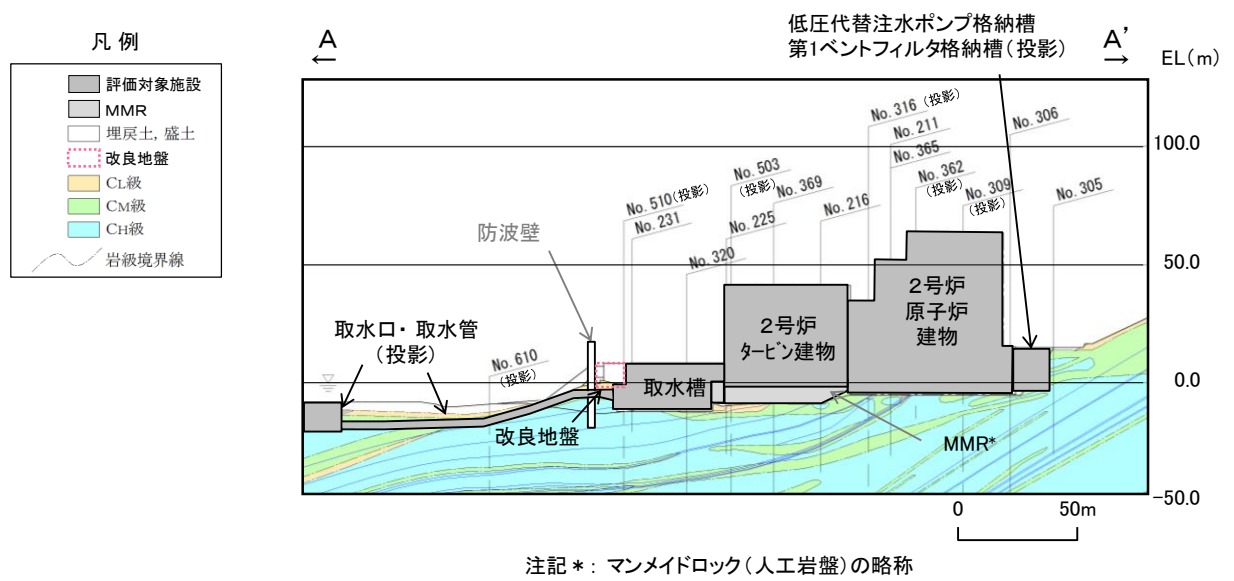 凡 例
評価対象施設
MMR
埋戻土，盛土
改良地盤
CL級
CM級
CH級
岩級境界線
A
低圧代替注水ポンプ格納槽
第1ベントフィルタ格納槽(投影)
A’
EL(m)
No. 316(投影)
No. 211
No. 365
No. 306
100.0
No. 503
(投影)
No. 369
No. 362
(投影)
No. 309
(投影)
No. 305
No. 510(投影)
No. 231
No. 225
No. 216
防波壁
No. 320
50.0
2号炉
原子炉
建物
2号炉
タービン建物
取水口・取水管
(投影)
No. 610
(投影)
取水槽
0.0
改良地盤
MMR*
-50.0
0 50m
注記＊：マンメイドロック(人工岩盤)の略称